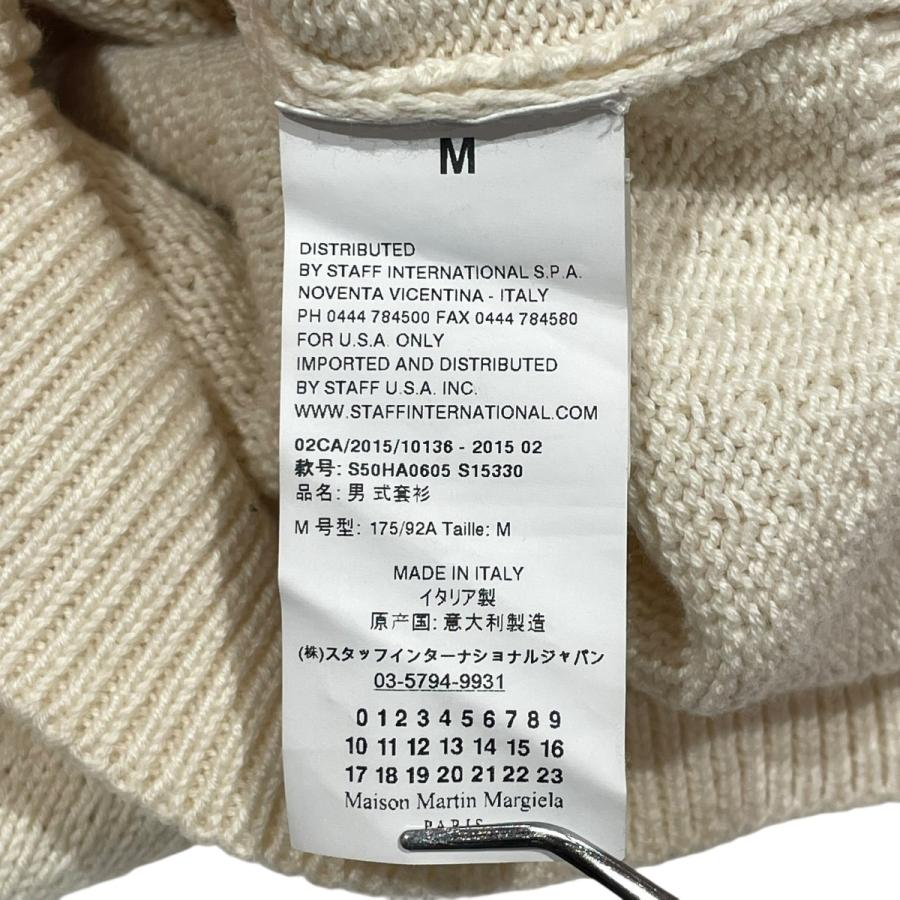 M
DISTRIBUTED
BY STAFF INTERNATIONAL S.P.A.
NOVENTA VICENTINA - ITALY
PH 0444 784500 FAX 0444 784580
FOR U.S.A. ONLY
IMPORTED AND DISTRIBUTED
BY STAFF U.S.A. INC.
WWW.STAFFINTERNATIONAL.COM
02CA/2015/10136 - 2015 02
款号: S50HA0605 S15330
品名: 男 式套衫
M 号型: 175/92A Taille: M
MADE IN ITALY
イタリア製
原产国: 意大利製造
(株)スタッフインターナショナルジャパン
03-5794-9931
0 1 2 3 4 5 6 7 8 9
10 11 12 13 14 15 16
17 18 19 20 21 22 23
Maison Martin Margiela
PARIS